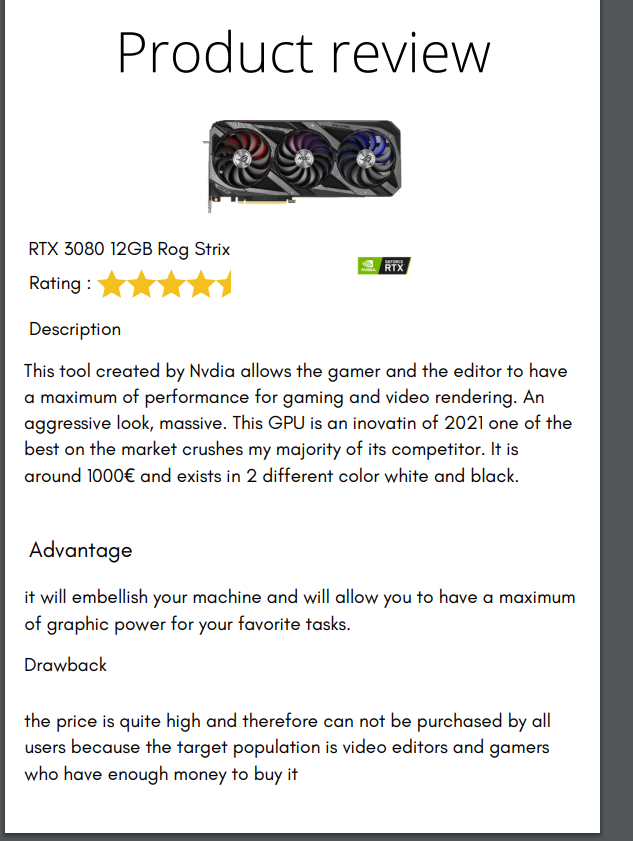 Product review
RTX 3080 12GB Rog Strix
Rating :
NVIDIA
GEFORCE
RTX
Description
This tool created by Nvdia allows the gamer and the editor to have
a maximum of performance for gaming and video rendering. An
aggressive look, massive. This GPU is an inovatin of 2021 one of the
best on the market crushes my majority of its competitor. It is
around 1000€ and exists in 2 different color white and black.
Advantage
it will embellish your machine and will allow you to have a maximum
of graphic power for your favorite tasks.
Drawback
the price is quite high and therefore can not be purchased by all
users because the target population is video editors and gamers
who have enough money to buy it